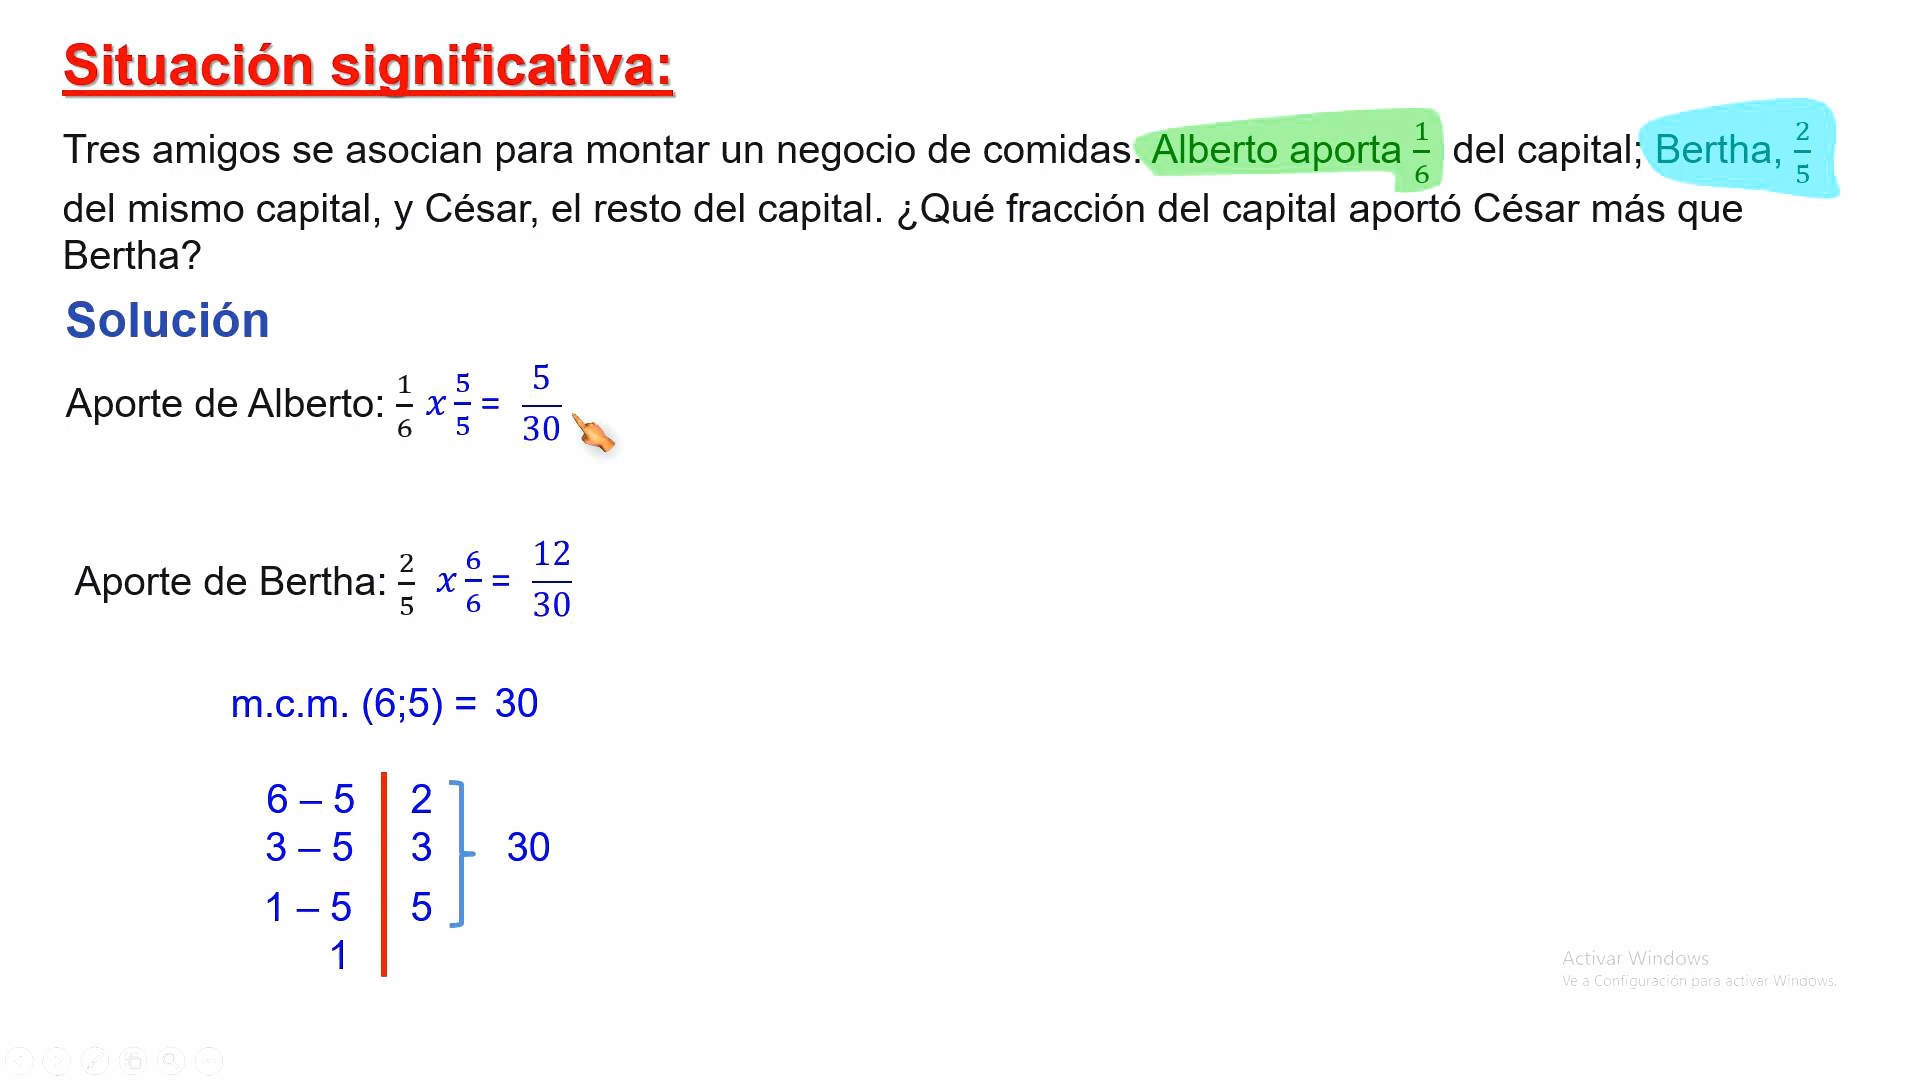 Situación significativa:
Tres amigos se asocian para montar un negocio de comidas. Alberto aporta 1/6 del capital; Bertha, 2/5
del mismo capital, y César, el resto del capital. ¿Qué fracción del capital aportó César más que
Bertha?
Solución
Aporte de Alberto: 1/6 x 5/5 = 5/30
Aporte de Bertha: 2/5 x 6/6 = 12/30
m.c.m. (6;5) = 30
6 – 5 2
3 – 5 3 30
1 – 5 5
1
Activar Windows
Ve a Configuración para activar Windows.